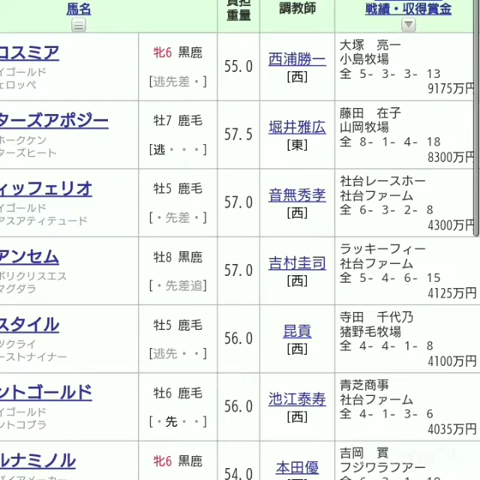 馬名
負担
重量
調教師
戦績・収得賞金
コスミア
イゴールド
ェロッペ
牝6 黒鹿
[逃先差・]
55.0
西浦勝一
[西]
大塚 亮一
小島牧場
全 5- 3- 3- 13
9175万円
ターズアポジー
ホークケン
ターズヒート
牡7 鹿毛
[逃・・・]
57.5
堀井雅広
[東]
藤田 在子
山岡牧場
全 8- 1- 4- 18
8300万円
ィッフェリオ
イゴールド
アスアティテュード
牡5 鹿毛
[・先差・]
57.0
音無秀孝
[西]
社台レースホー
社台ファーム
全 6- 3- 2- 8
4300万円
アンセム
ボリクリスエス
マグダラ
牡8 黒鹿
[・先差追]
57.0
吉村圭司
[西]
ラッキーフィー
社台ファーム
全 5- 4- 6- 15
4125万円
スタイル
ツクライ
ーストナイナー
牡5 鹿毛
[逃先・・]
56.0
昆貢
[西]
寺田 千代乃
猪野毛牧場
全 4- 4- 1- 8
4100万円
ントゴールド
イゴールド
ントコブラ
牡6 鹿毛
[・先・・]
56.0
池江泰寿
[西]
青芝商事
社台ファーム
全 4- 1- 3- 6
4035万円
ルナミノル
牝6 黒鹿
54.0
本田優
吉岡 實
フジワラファー